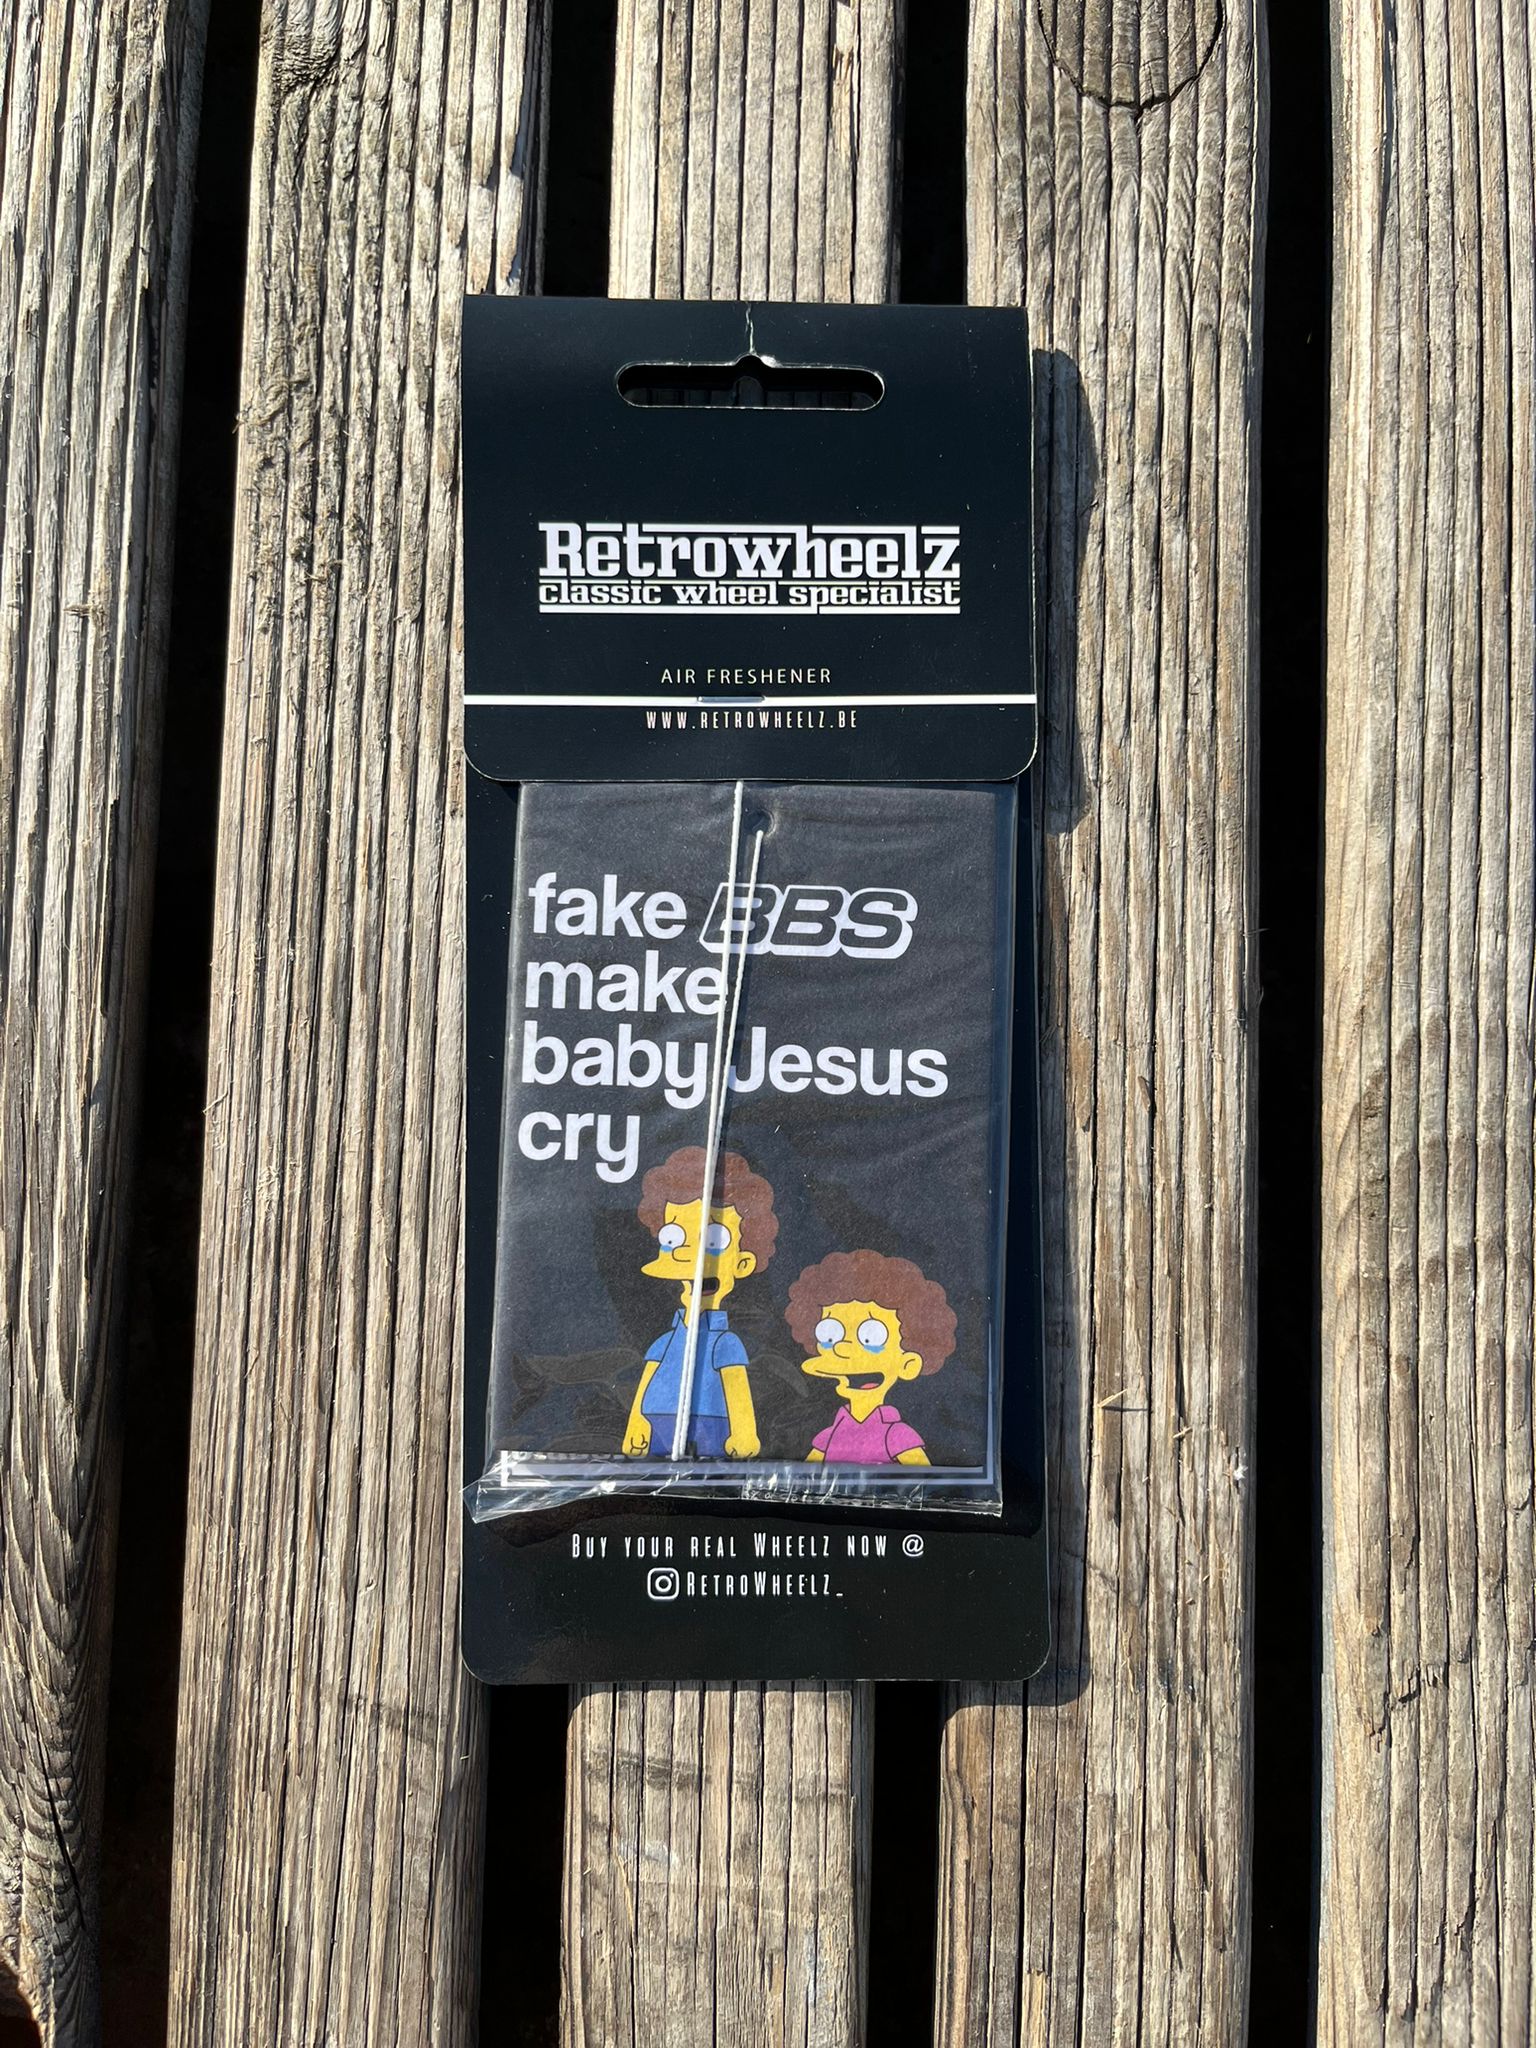 Retrowheelz
classic wheel specialist
AIR FRESHENER
WWW.RETROWHEELZ.BE
fake BBS
make
baby Jesus
cry
BUY YOUR REAL WHEELZ NOW @
RETROWHEELZ_